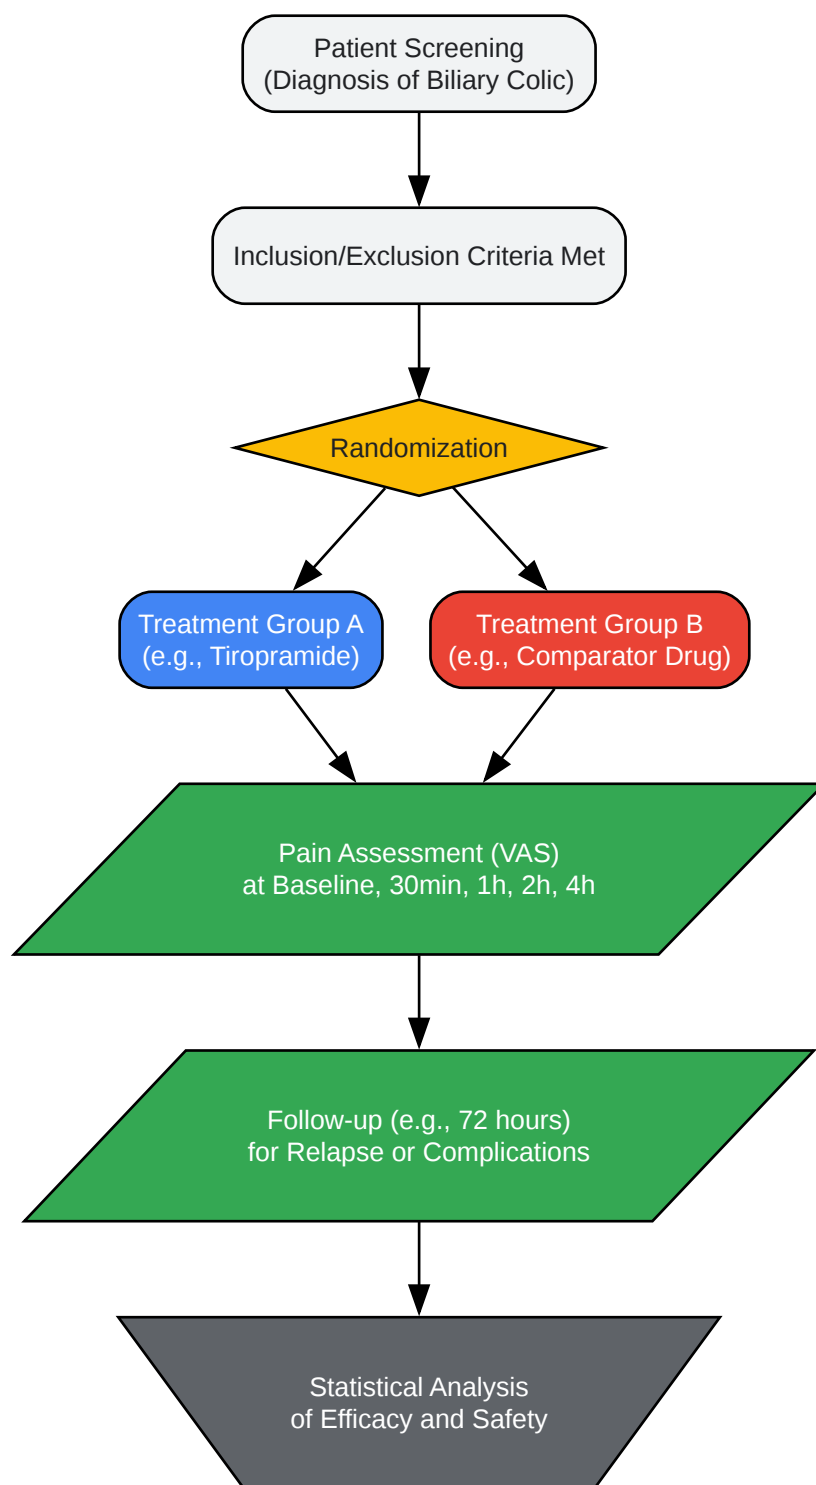 Patient Screening
(Diagnosis of Biliary Colic)
Inclusion/Exclusion Criteria Met
Randomization
Treatment Group A
(e.g., Tiropramide)
Treatment Group B
(e.g., Comparator Drug)
Pain Assessment (VAS)
at Baseline, 30min, 1h, 2h, 4h
Follow-up (e.g., 72 hours)
for Relapse or Complications
Statistical Analysis
of Efficacy and Safety